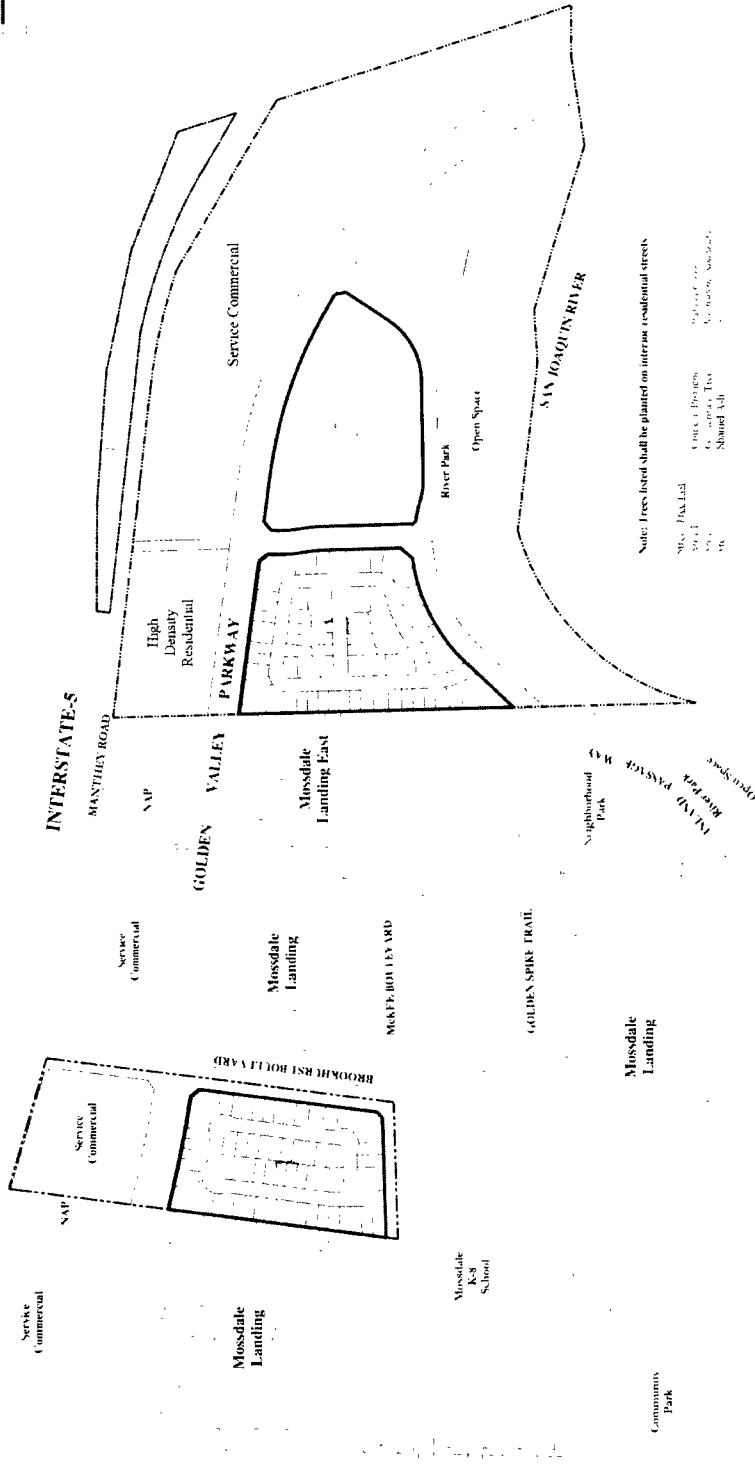 INTERSTATE-5
MANTHEY ROAD
NAP
GOLDEN
VALLEY
PARKWAY
High
Density
Residential
Service Commercial
Mossdale
Landing East
River Park
Open Space
SAN JOAQUIN RIVER
Neighborhood
Park
INLAND
PASSAGE
WAY
River Park
Open Space
Service
Commercial
Mossdale
Landing
McKEE BOULEVARD
GOLDEN SPIKE TRAIL
Mossdale
Landing
BROOKHURST BOULEVARD
Service
Commercial
NAP
Service
Commercial
Mossdale
Landing
Mossdale
K-8
School
Community
Park
Note: Trees listed shall be planted on interior residential streets
Shamel Ash